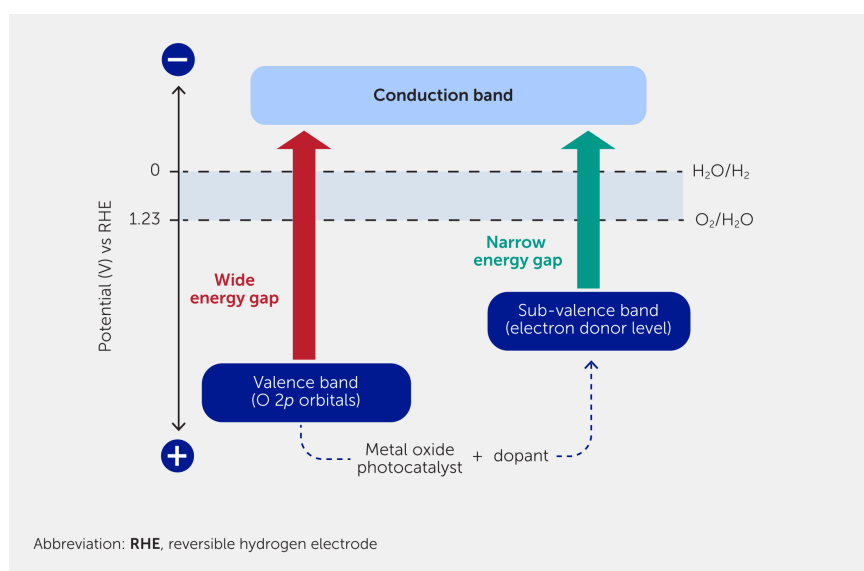 −
Conduction band
0
H₂O/H₂
1.23
O₂/H₂O
Potential (V) vs RHE
Narrow
energy gap
Wide
energy gap
Sub-valence band
(electron donor level)
Valence band
(O 2p orbitals)
+
Metal oxide
photocatalyst
+ dopant
Abbreviation: RHE, reversible hydrogen electrode